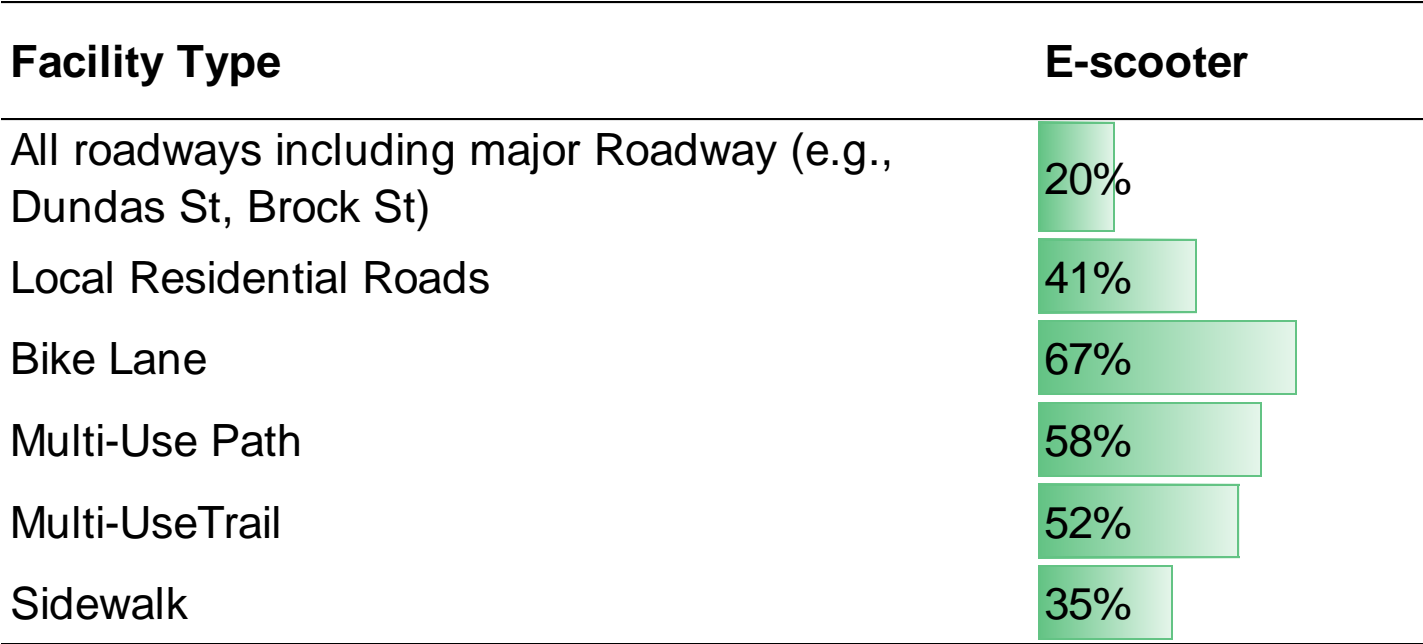 Facility Type E-scooter
All roadways including major Roadway (e.g.,
Dundas St, Brock St) 20%
Local Residential Roads 41%
Bike Lane 67%
Multi-Use Path 58%
Multi-UseTrail 52%
Sidewalk 35%